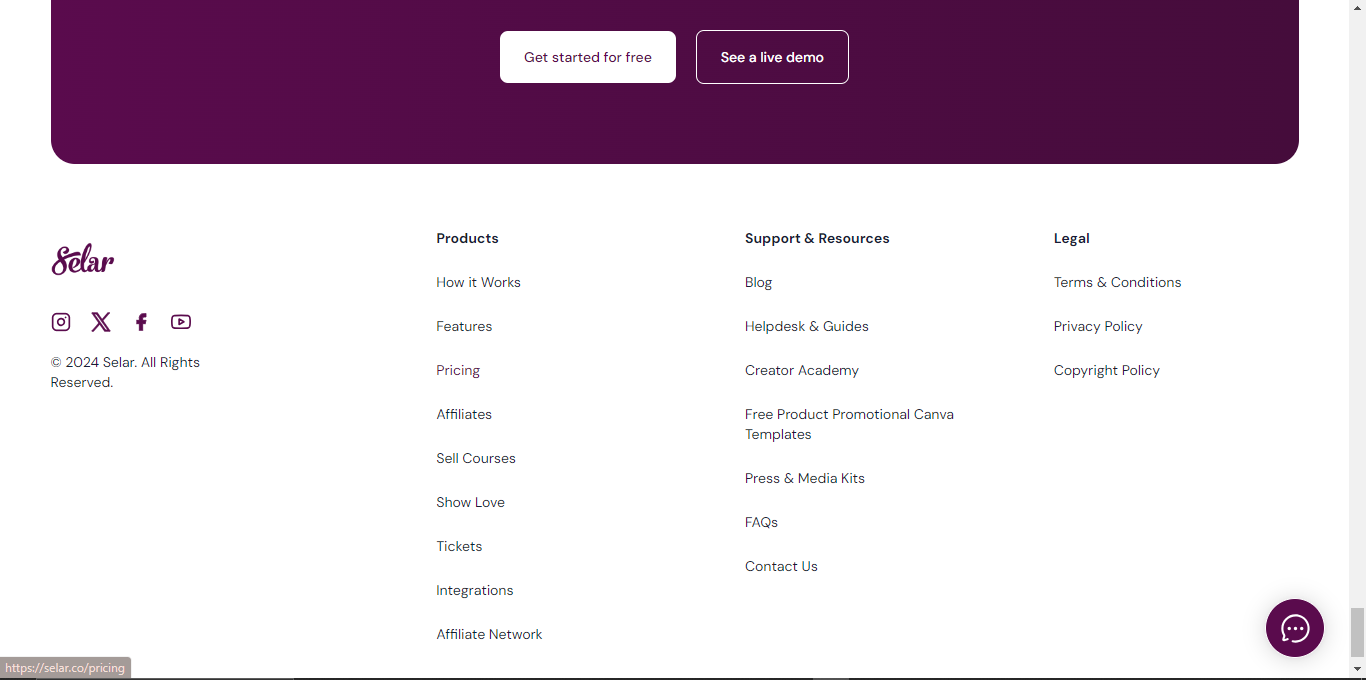 Get started for free
See a live demo
Selar
© 2024 Selar. All Rights
Reserved.
Products
How it Works
Features
Pricing
Affiliates
Sell Courses
Show Love
Tickets
Integrations
Affiliate Network
Support & Resources
Blog
Helpdesk & Guides
Creator Academy
Free Product Promotional Canva
Templates
Press & Media Kits
FAQs
Contact Us
Legal
Terms & Conditions
Privacy Policy
Copyright Policy
https://selar.co/pricing